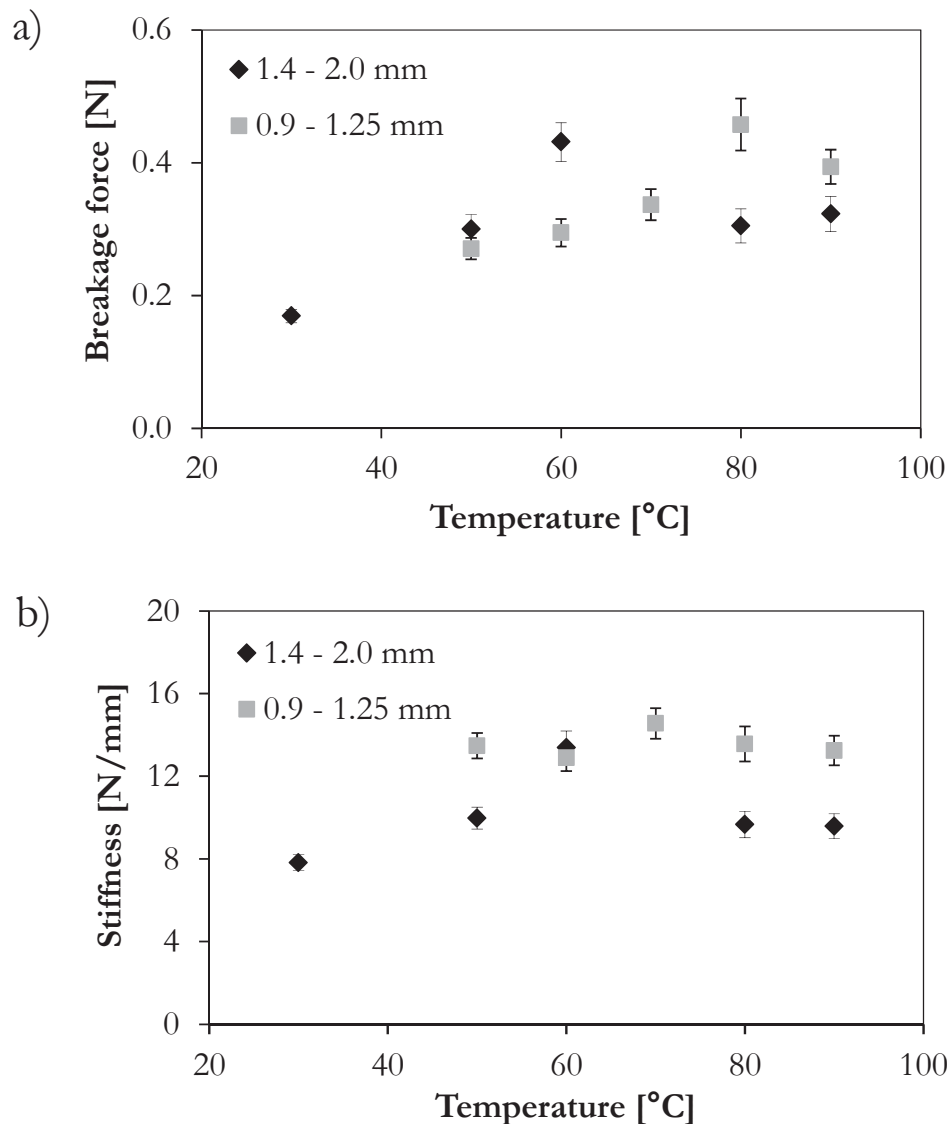 a)
0.6
1.4 - 2.0 mm
0.9 - 1.25 mm
0.4
0.2
0.0
Breakage force [N]
20 40 60 80 100
Temperature [°C]
b)
20
1.4 - 2.0 mm
0.9 - 1.25 mm
16
12
8
4
0
Stiffness [N/mm]
20 40 60 80 100
Temperature [°C]